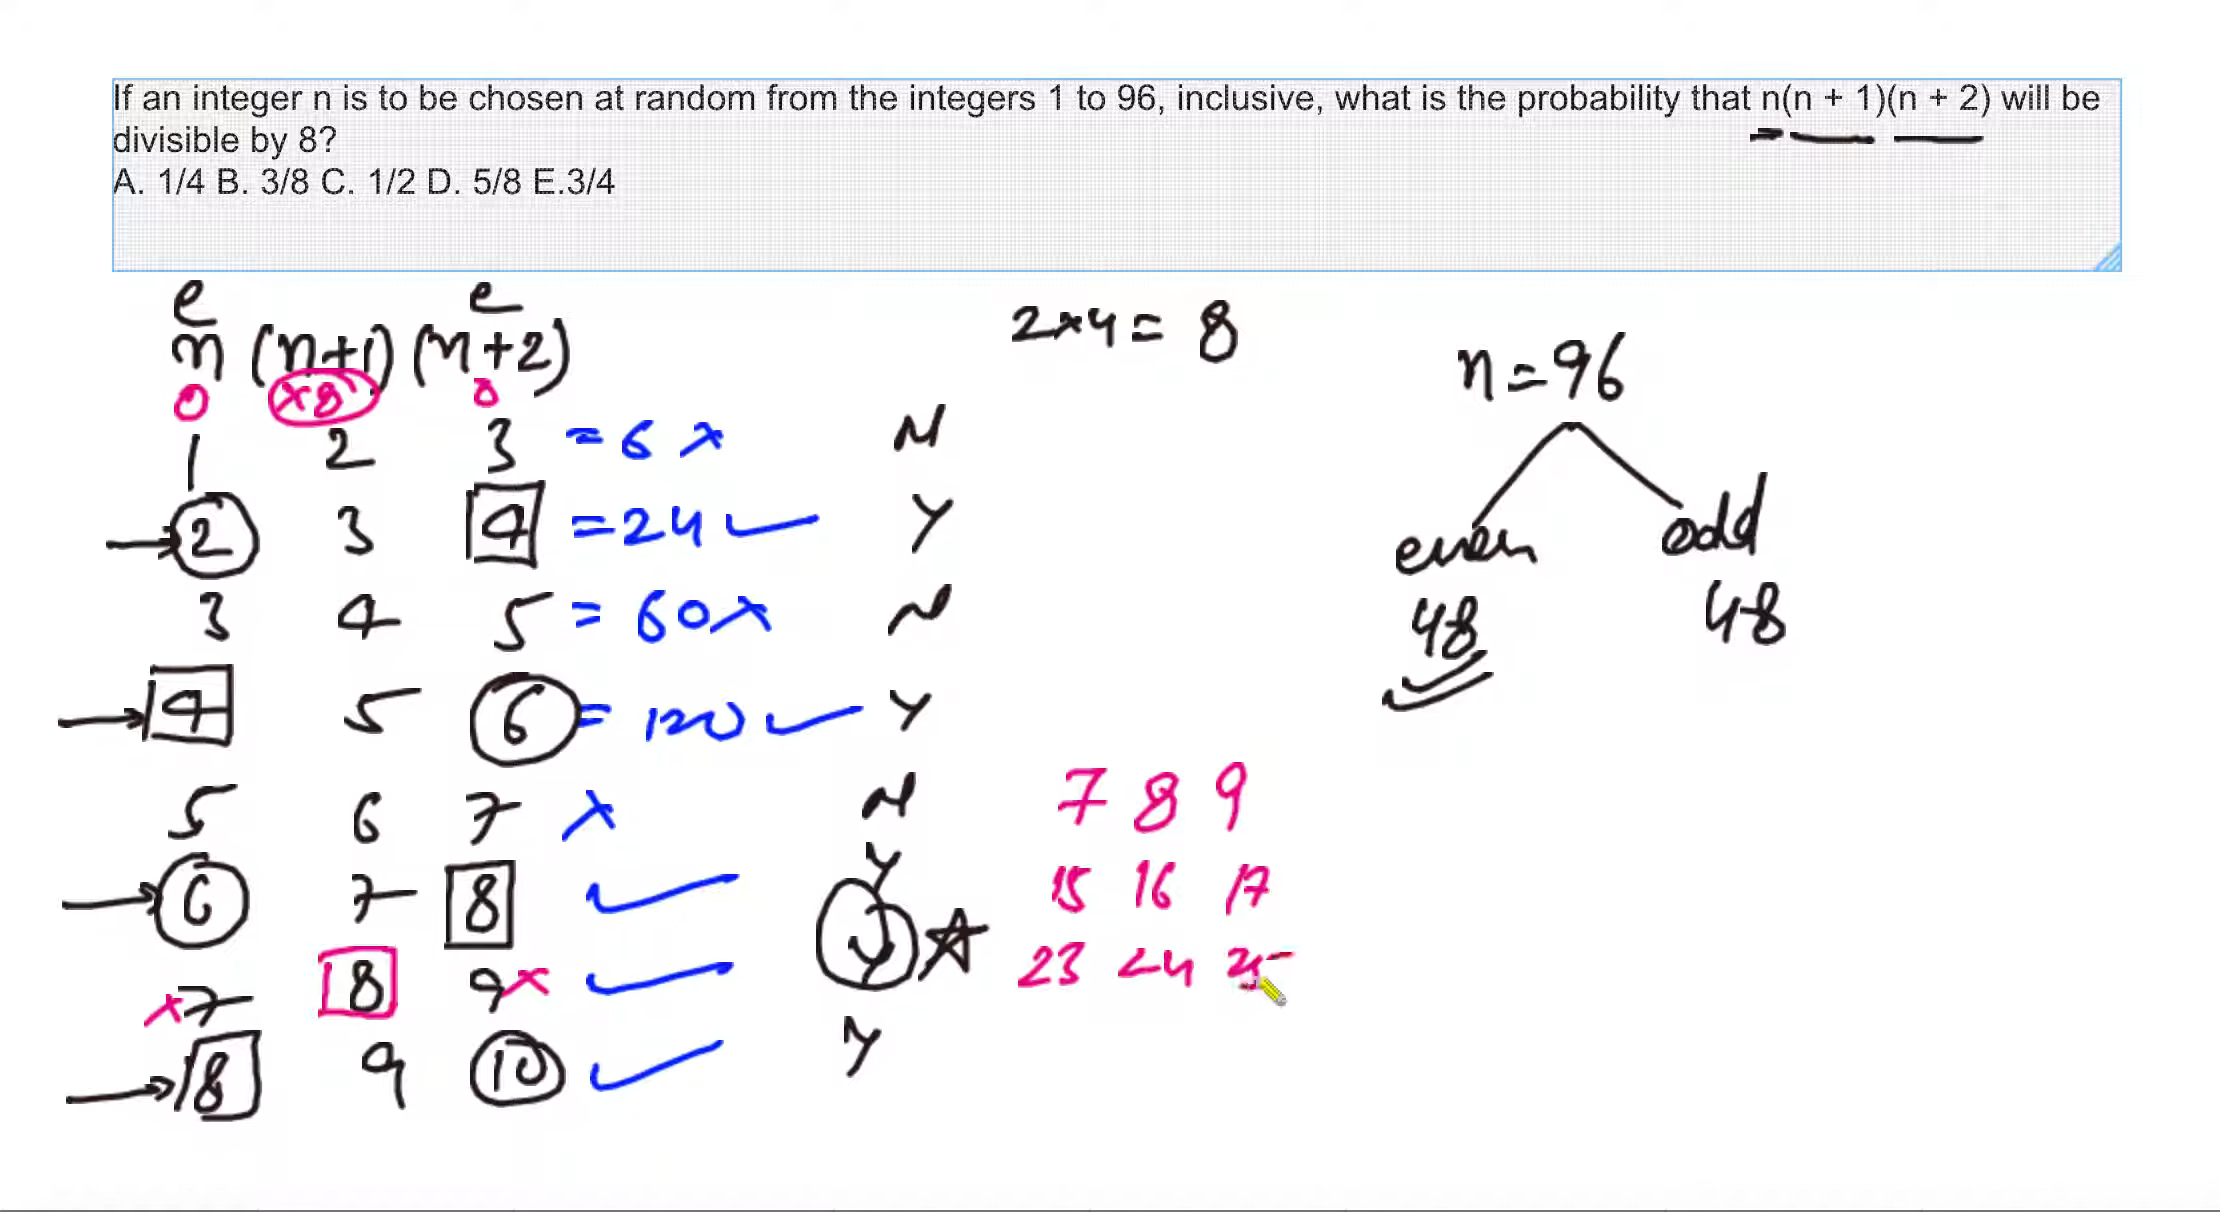 If an integer n is to be chosen at random from the integers 1 to 96, inclusive, what is the probability that n(n + 1)(n + 2) will be
divisible by 8?
A. 1/4 B. 3/8 C. 1/2 D. 5/8 E.3/4
e e
n (n+1) (n+2)
o ×8 o
2×4 = 8
n = 96
even odd
48 48
1 2 3 = 6 × N
2 3 4 = 24 ✓ Y
3 4 5 = 60 × N
4 5 6 = 120 ✓ Y
5 6 7 × N
6 7 8 ✓ Y
×7 8 9× ✓ Y
8 9 10 ✓ Y
7 8 9
15 16 17
23 24 25